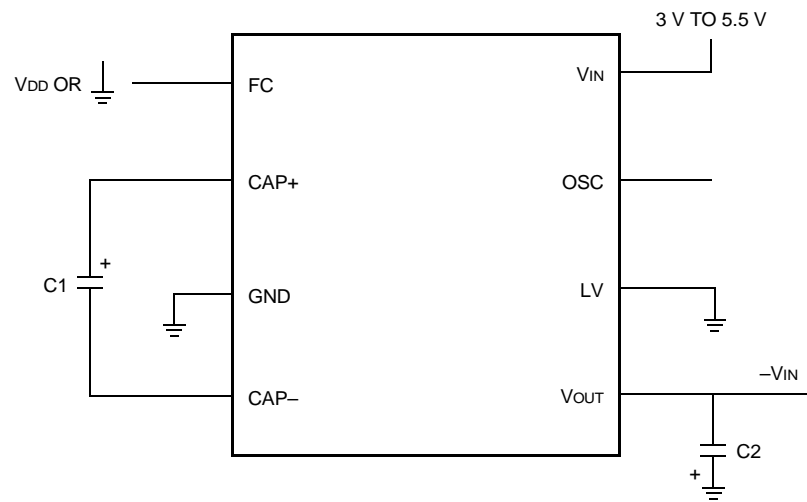 3 V TO 5.5 V
VDD OR
FC
VIN
CAP+
OSC
+
C1
GND
LV
CAP–
VOUT
–VIN
C2
+